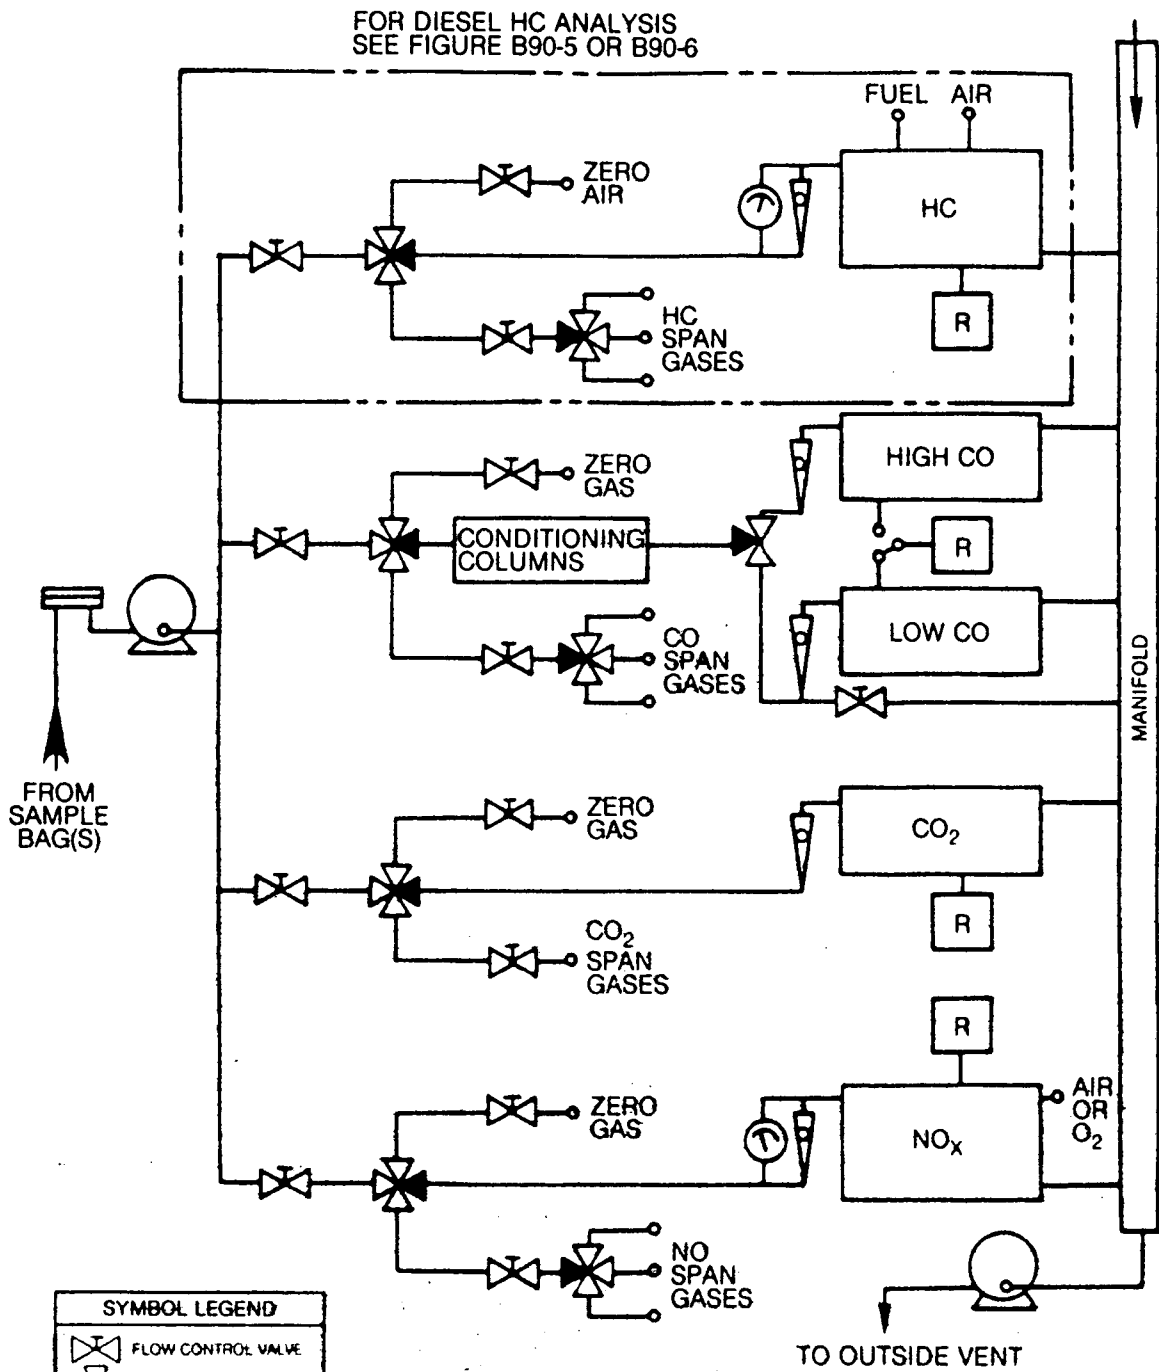 FOR DIESEL HC ANALYSIS
SEE FIGURE B90-5 OR B90-6
FUEL AIR
ZERO
AIR
HC
R
HC
SPAN
GASES
ZERO
GAS
HIGH CO
CONDITIONING
COLUMNS
R
CO
SPAN
GASES
LOW CO
MANIFOLD
FROM
SAMPLE
BAG(S)
ZERO
GAS
CO₂
R
CO₂
SPAN
GASES
R
ZERO
GAS
NOX
AIR
OR
O₂
NO
SPAN
GASES
SYMBOL LEGEND
FLOW CONTROL VALVE
TO OUTSIDE VENT